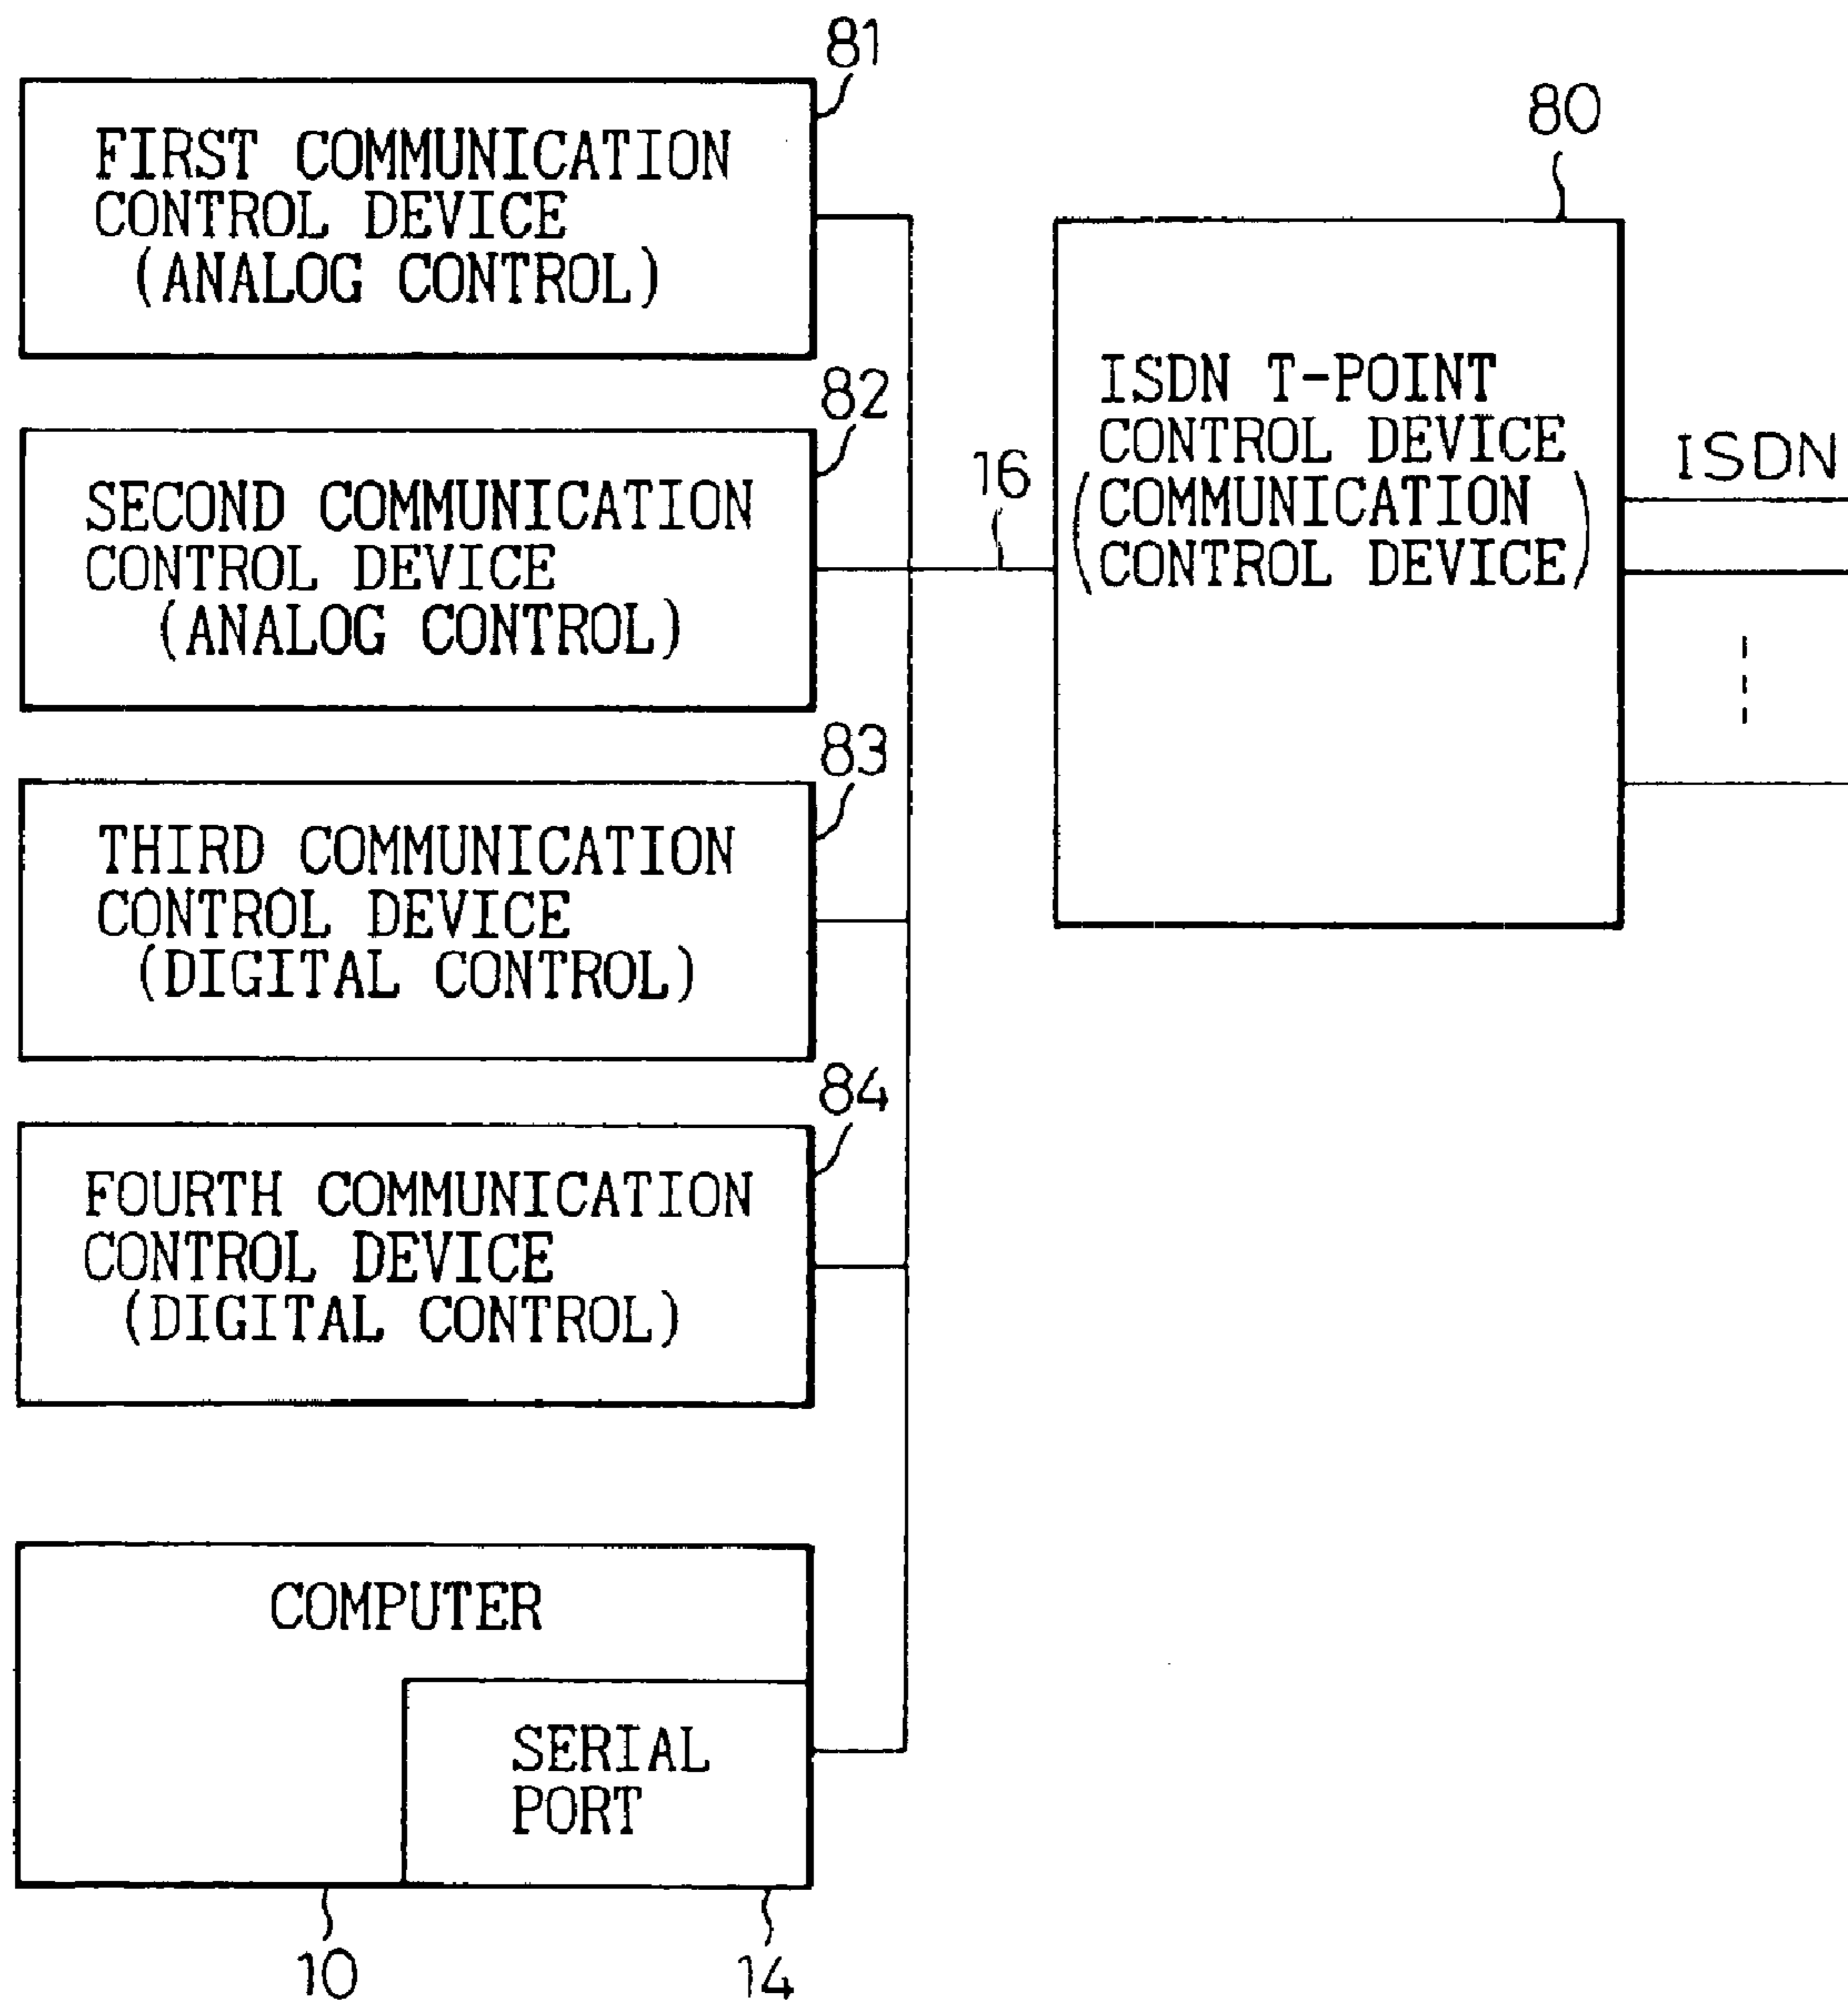 81
FIRST COMMUNICATION
CONTROL DEVICE
(ANALOG CONTROL)
82
SECOND COMMUNICATION
CONTROL DEVICE
(ANALOG CONTROL)
83
THIRD COMMUNICATION
CONTROL DEVICE
(DIGITAL CONTROL)
84
FOURTH COMMUNICATION
CONTROL DEVICE
(DIGITAL CONTROL)
COMPUTER
SERIAL
PORT
10
14
16
80
ISDN T-POINT
CONTROL DEVICE
(COMMUNICATION
CONTROL DEVICE)
ISDN